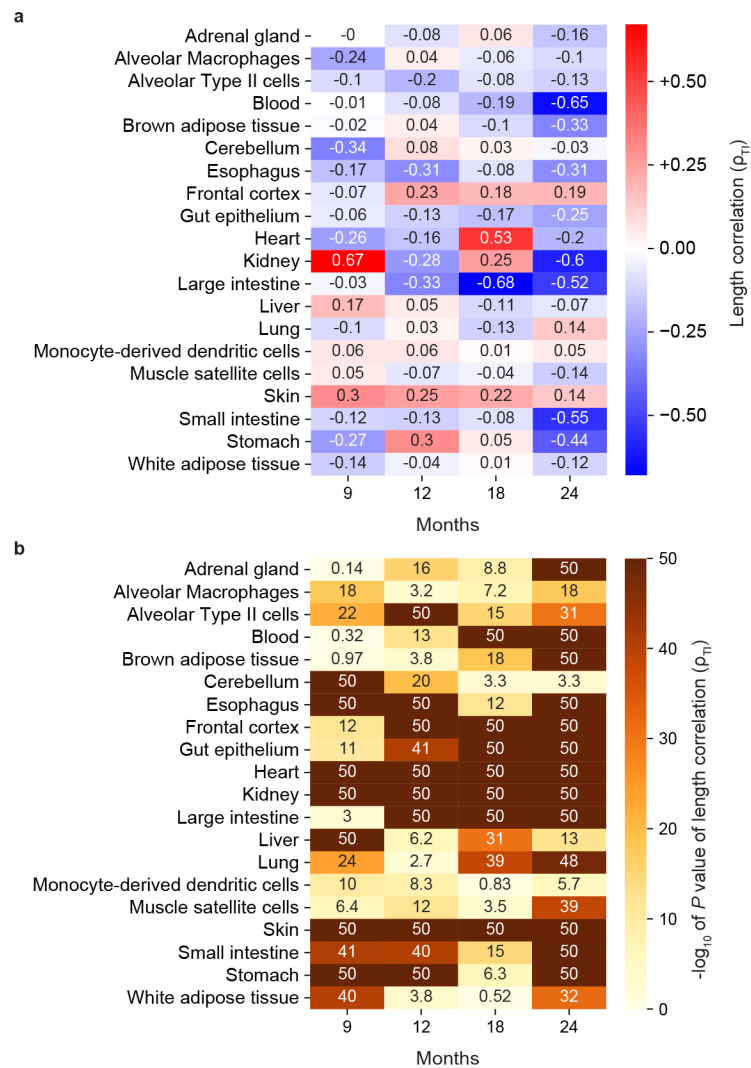 a
Adrenal gland -0 -0.08 0.06 -0.16
Alveolar Macrophages -0.24 0.04 -0.06 -0.1
Alveolar Type II cells -0.1 -0.2 -0.08 -0.13
Blood -0.01 -0.08 -0.19 -0.65
Brown adipose tissue -0.02 0.04 -0.1 -0.33
Cerebellum -0.34 0.08 0.03 -0.03
Esophagus -0.17 -0.31 -0.08 -0.31
Frontal cortex -0.07 0.23 0.18 0.19
Gut epithelium -0.06 -0.13 -0.17 -0.25
Heart -0.26 -0.16 0.53 -0.2
Kidney 0.67 -0.28 0.25 -0.6
Large intestine -0.03 -0.33 -0.68 -0.52
Liver 0.17 0.05 -0.11 -0.07
Lung -0.1 0.03 -0.13 0.14
Monocyte-derived dendritic cells 0.06 0.06 0.01 0.05
Muscle satellite cells 0.05 -0.07 -0.04 -0.14
Skin 0.3 0.25 0.22 0.14
Small intestine -0.12 -0.13 -0.08 -0.55
Stomach -0.27 0.3 0.05 -0.44
White adipose tissue -0.14 -0.04 0.01 -0.12
9 12 18 24
Months
+0.50
+0.25
0.00
−0.25
−0.50
Length correlation (ρTI)
b
Adrenal gland 0.14 16 8.8 50
Alveolar Macrophages 18 3.2 7.2 18
Alveolar Type II cells 22 50 15 31
Blood 0.32 13 50 50
Brown adipose tissue 0.97 3.8 18 50
Cerebellum 50 20 3.3 3.3
Esophagus 50 50 12 50
Frontal cortex 12 50 50 50
Gut epithelium 11 41 50 50
Heart 50 50 50 50
Kidney 50 50 50 50
Large intestine 3 50 50 50
Liver 50 6.2 31 13
Lung 24 2.7 39 48
Monocyte-derived dendritic cells 10 8.3 0.83 5.7
Muscle satellite cells 6.4 12 3.5 39
Skin 50 50 50 50
Small intestine 41 40 15 50
Stomach 50 50 6.3 50
White adipose tissue 40 3.8 0.52 32
9 12 18 24
Months
50
40
30
20
10
0
-log10 of P value of length correlation (ρTI)